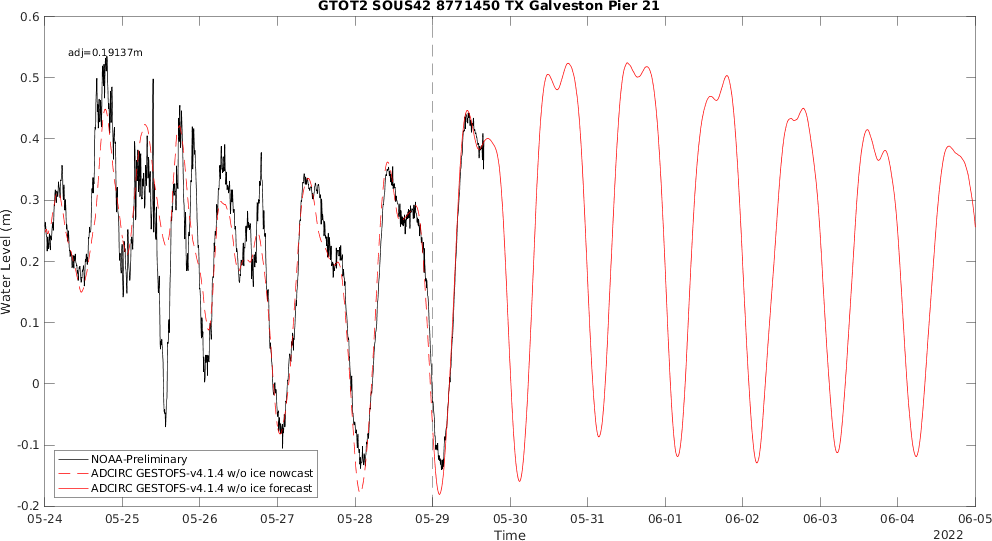 GTOT2 SOUS42 8771450 TX Galveston Pier 21
0.6
adj=0.19137m
0.5
0.4
0.3
0.2
0.1
0
-0.1
-0.2
Water Level (m)
NOAA-Preliminary
ADCIRC GESTOFS-v4.1.4 w/o ice nowcast
ADCIRC GESTOFS-v4.1.4 w/o ice forecast
05-24 05-25 05-26 05-27 05-28 05-29 05-30 05-31 06-01 06-02 06-03 06-04 06-05
Time
2022